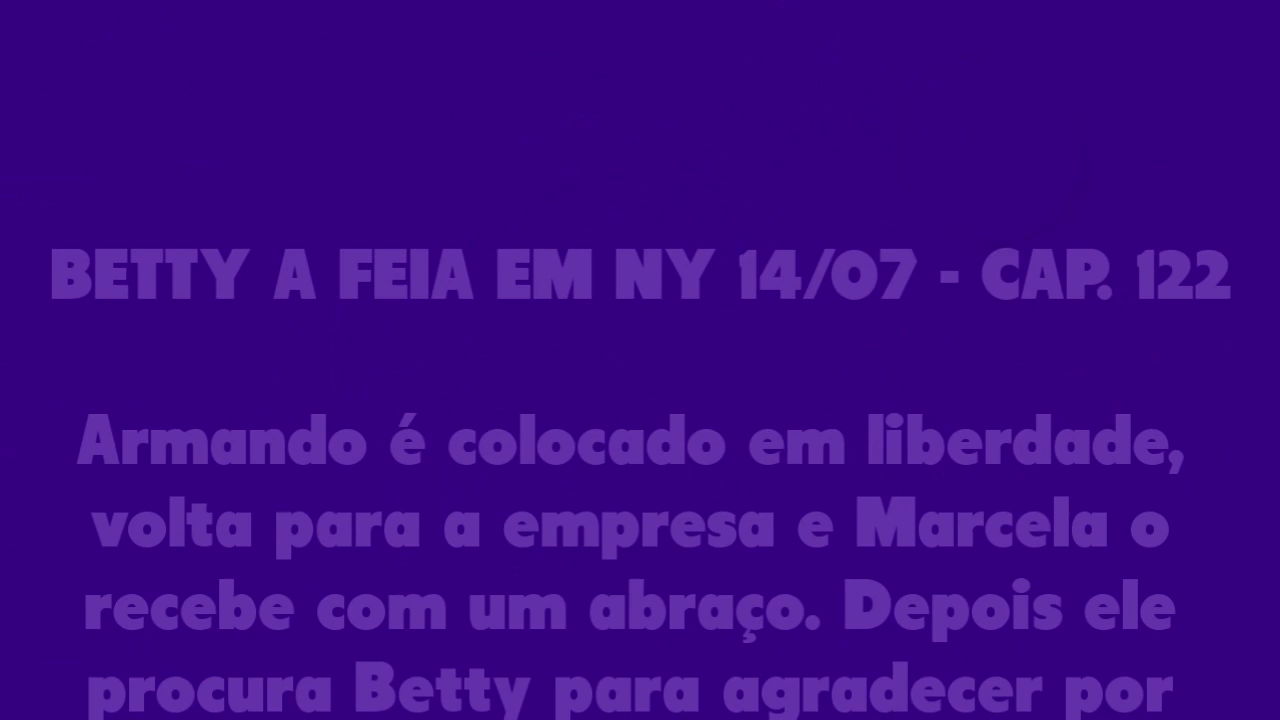 BETTY A FEIA EM NY 14/07 - CAP. 122
Armando é colocado em liberdade,
volta para a empresa e Marcela o
recebe com um abraço. Depois ele
procura Betty para agradecer por